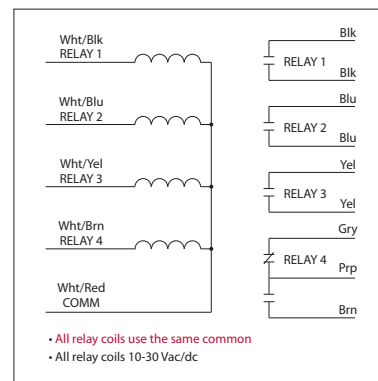 Wht/Blk
RELAY 1
Wht/Blu
RELAY 2
Wht/Yel
RELAY 3
Wht/Brn
RELAY 4
Wht/Red
COMM
Blk
RELAY 1
Blk
Blu
RELAY 2
Blu
Yel
RELAY 3
Yel
Gry
RELAY 4
Prp
Brn
• All relay coils use the same common
• All relay coils 10-30 Vac/dc